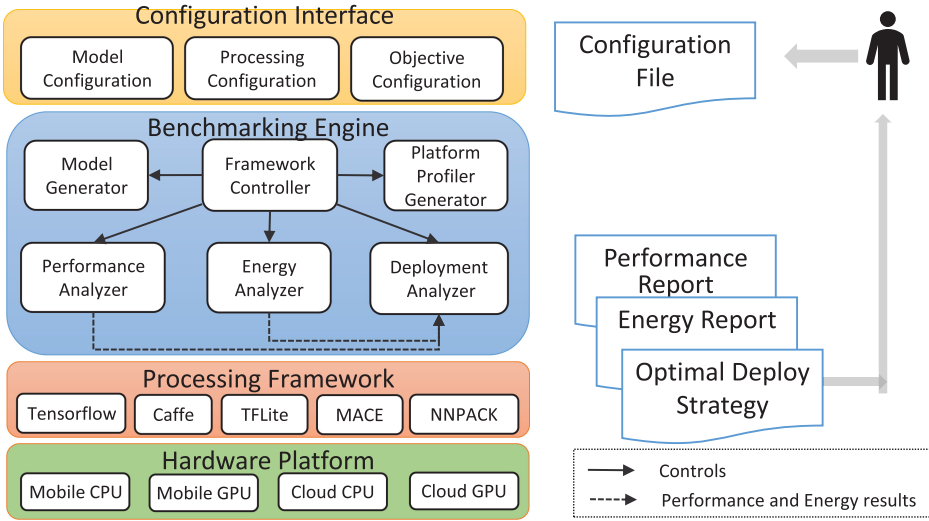 Configuration Interface
Model
Configuration
Processing
Configuration
Objective
Configuration
Configuration
File
Benchmarking Engine
Model
Generator
Framework
Controller
Platform
Profiler
Generator
Performance
Analyzer
Energy
Analyzer
Deployment
Analyzer
Performance
Report
Energy Report
Optimal Deploy
Strategy
Processing Framework
Tensorflow
Caffe
TFLite
MACE
NNPACK
Hardware Platform
Mobile CPU
Mobile GPU
Cloud CPU
Cloud GPU
Controls
Performance and Energy results